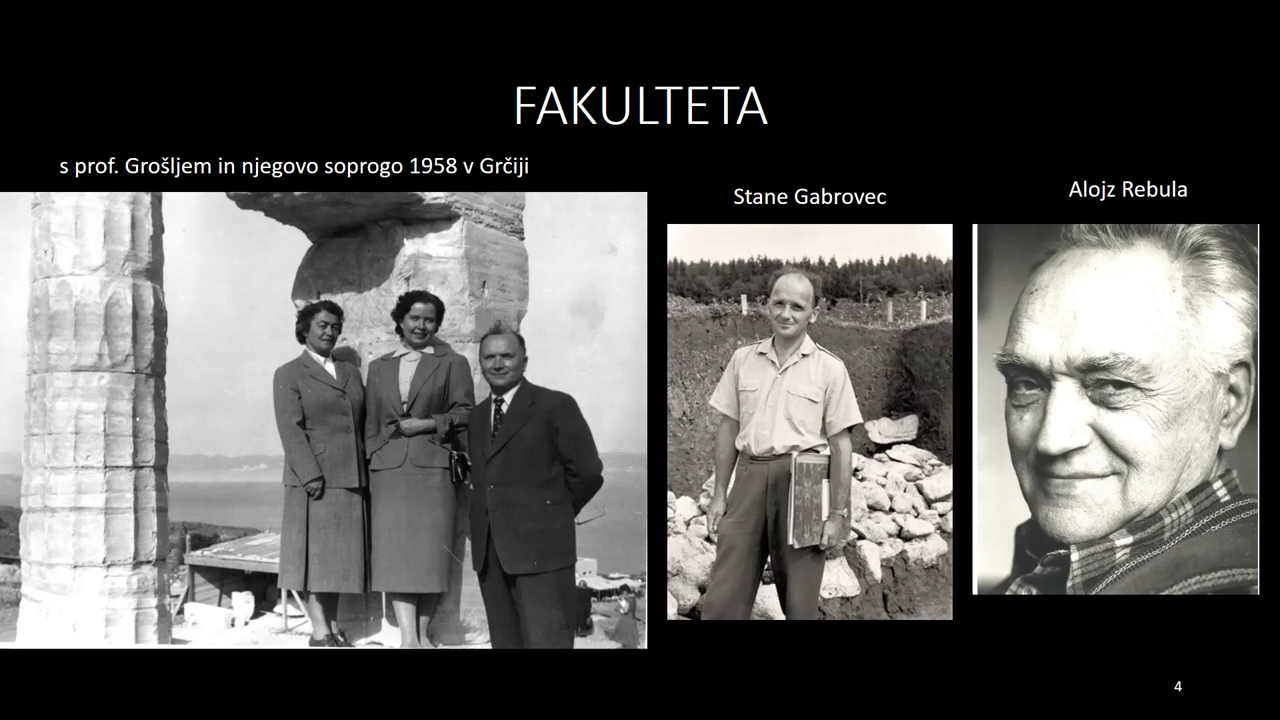 FAKULTETA
s prof. Grošljem in njegovo soprogo 1958 v Grčiji
Stane Gabrovec
Alojz Rebula
4